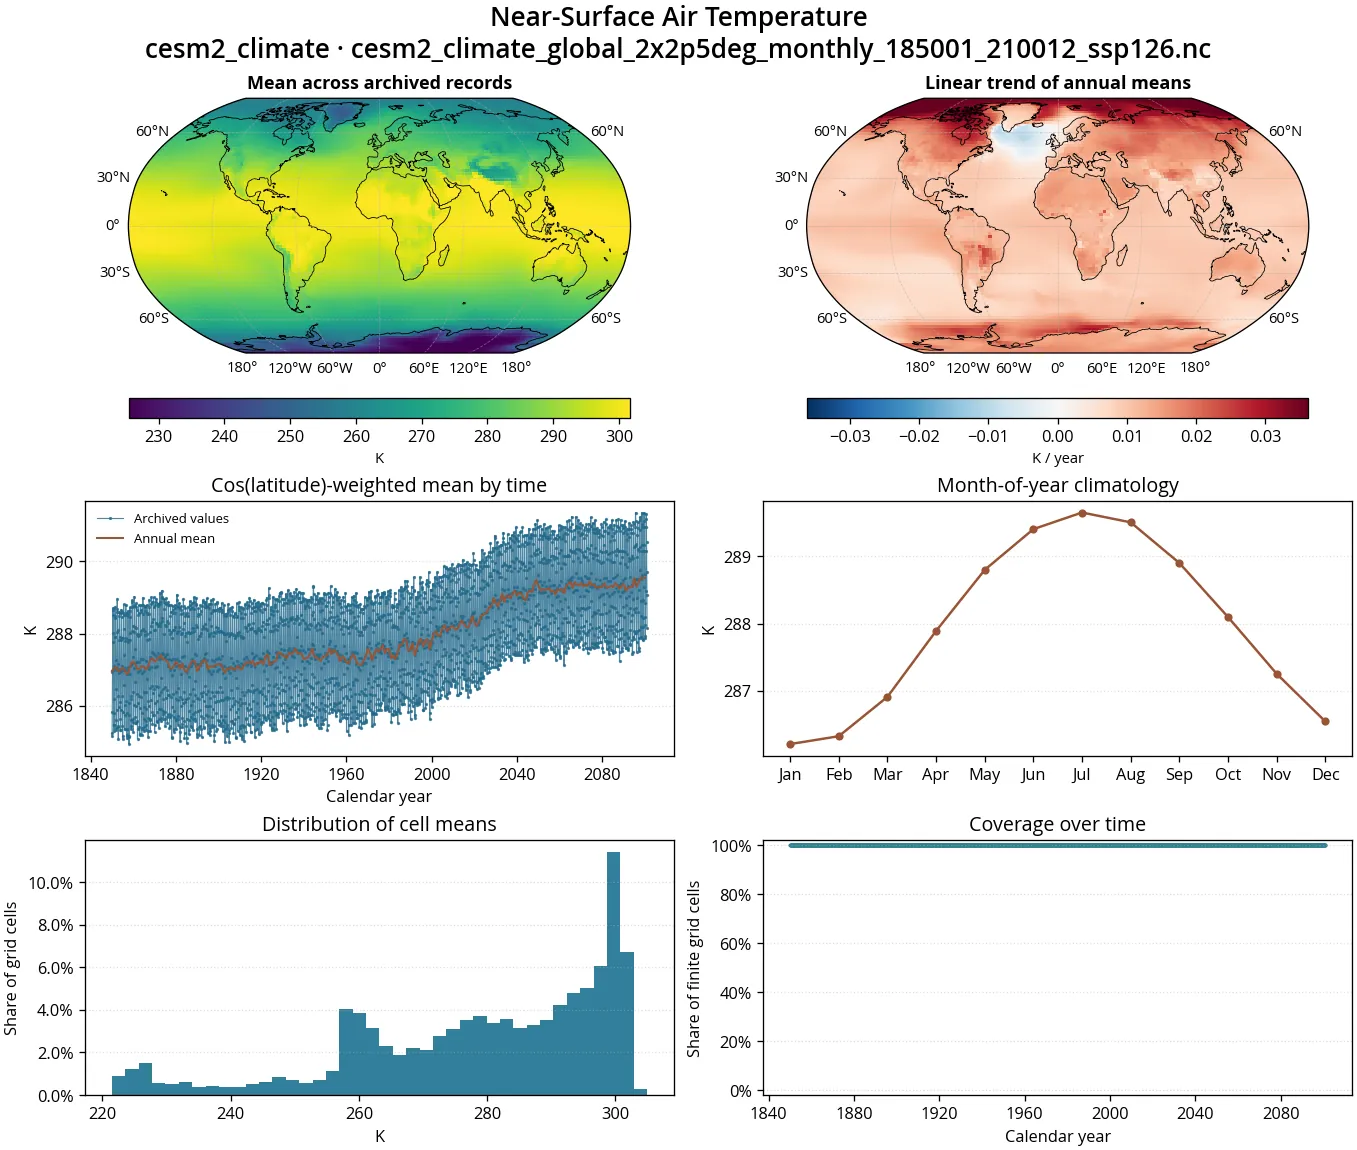 Near-Surface Air Temperature
cesm2_climate · cesm2_climate_global_2x2p5deg_monthly_185001_210012_ssp126.nc
Mean across archived records
60°N
60°N
30°N
0°
30°S
60°S
60°S
180° 120°W 60°W 0° 60°E 120°E 180°
230 240 250 260 270 280 290 300
K
Linear trend of annual means
60°N
60°N
30°N
0°
30°S
60°S
60°S
180° 120°W 60°W 0° 60°E 120°E 180°
−0.03 −0.02 −0.01 0.00 0.01 0.02 0.03
K / year
Cos(latitude)-weighted mean by time
Archived values
Annual mean
K
290
288
286
1840 1880 1920 1960 2000 2040 2080
Calendar year
Month-of-year climatology
K
289
288
287
Jan Feb Mar Apr May Jun Jul Aug Sep Oct Nov Dec
Distribution of cell means
Share of grid cells
10.0%
8.0%
6.0%
4.0%
2.0%
0.0%
220 240 260 280 300
K
Coverage over time
Share of finite grid cells
100%
80%
60%
40%
20%
0%
1840 1880 1920 1960 2000 2040 2080
Calendar year